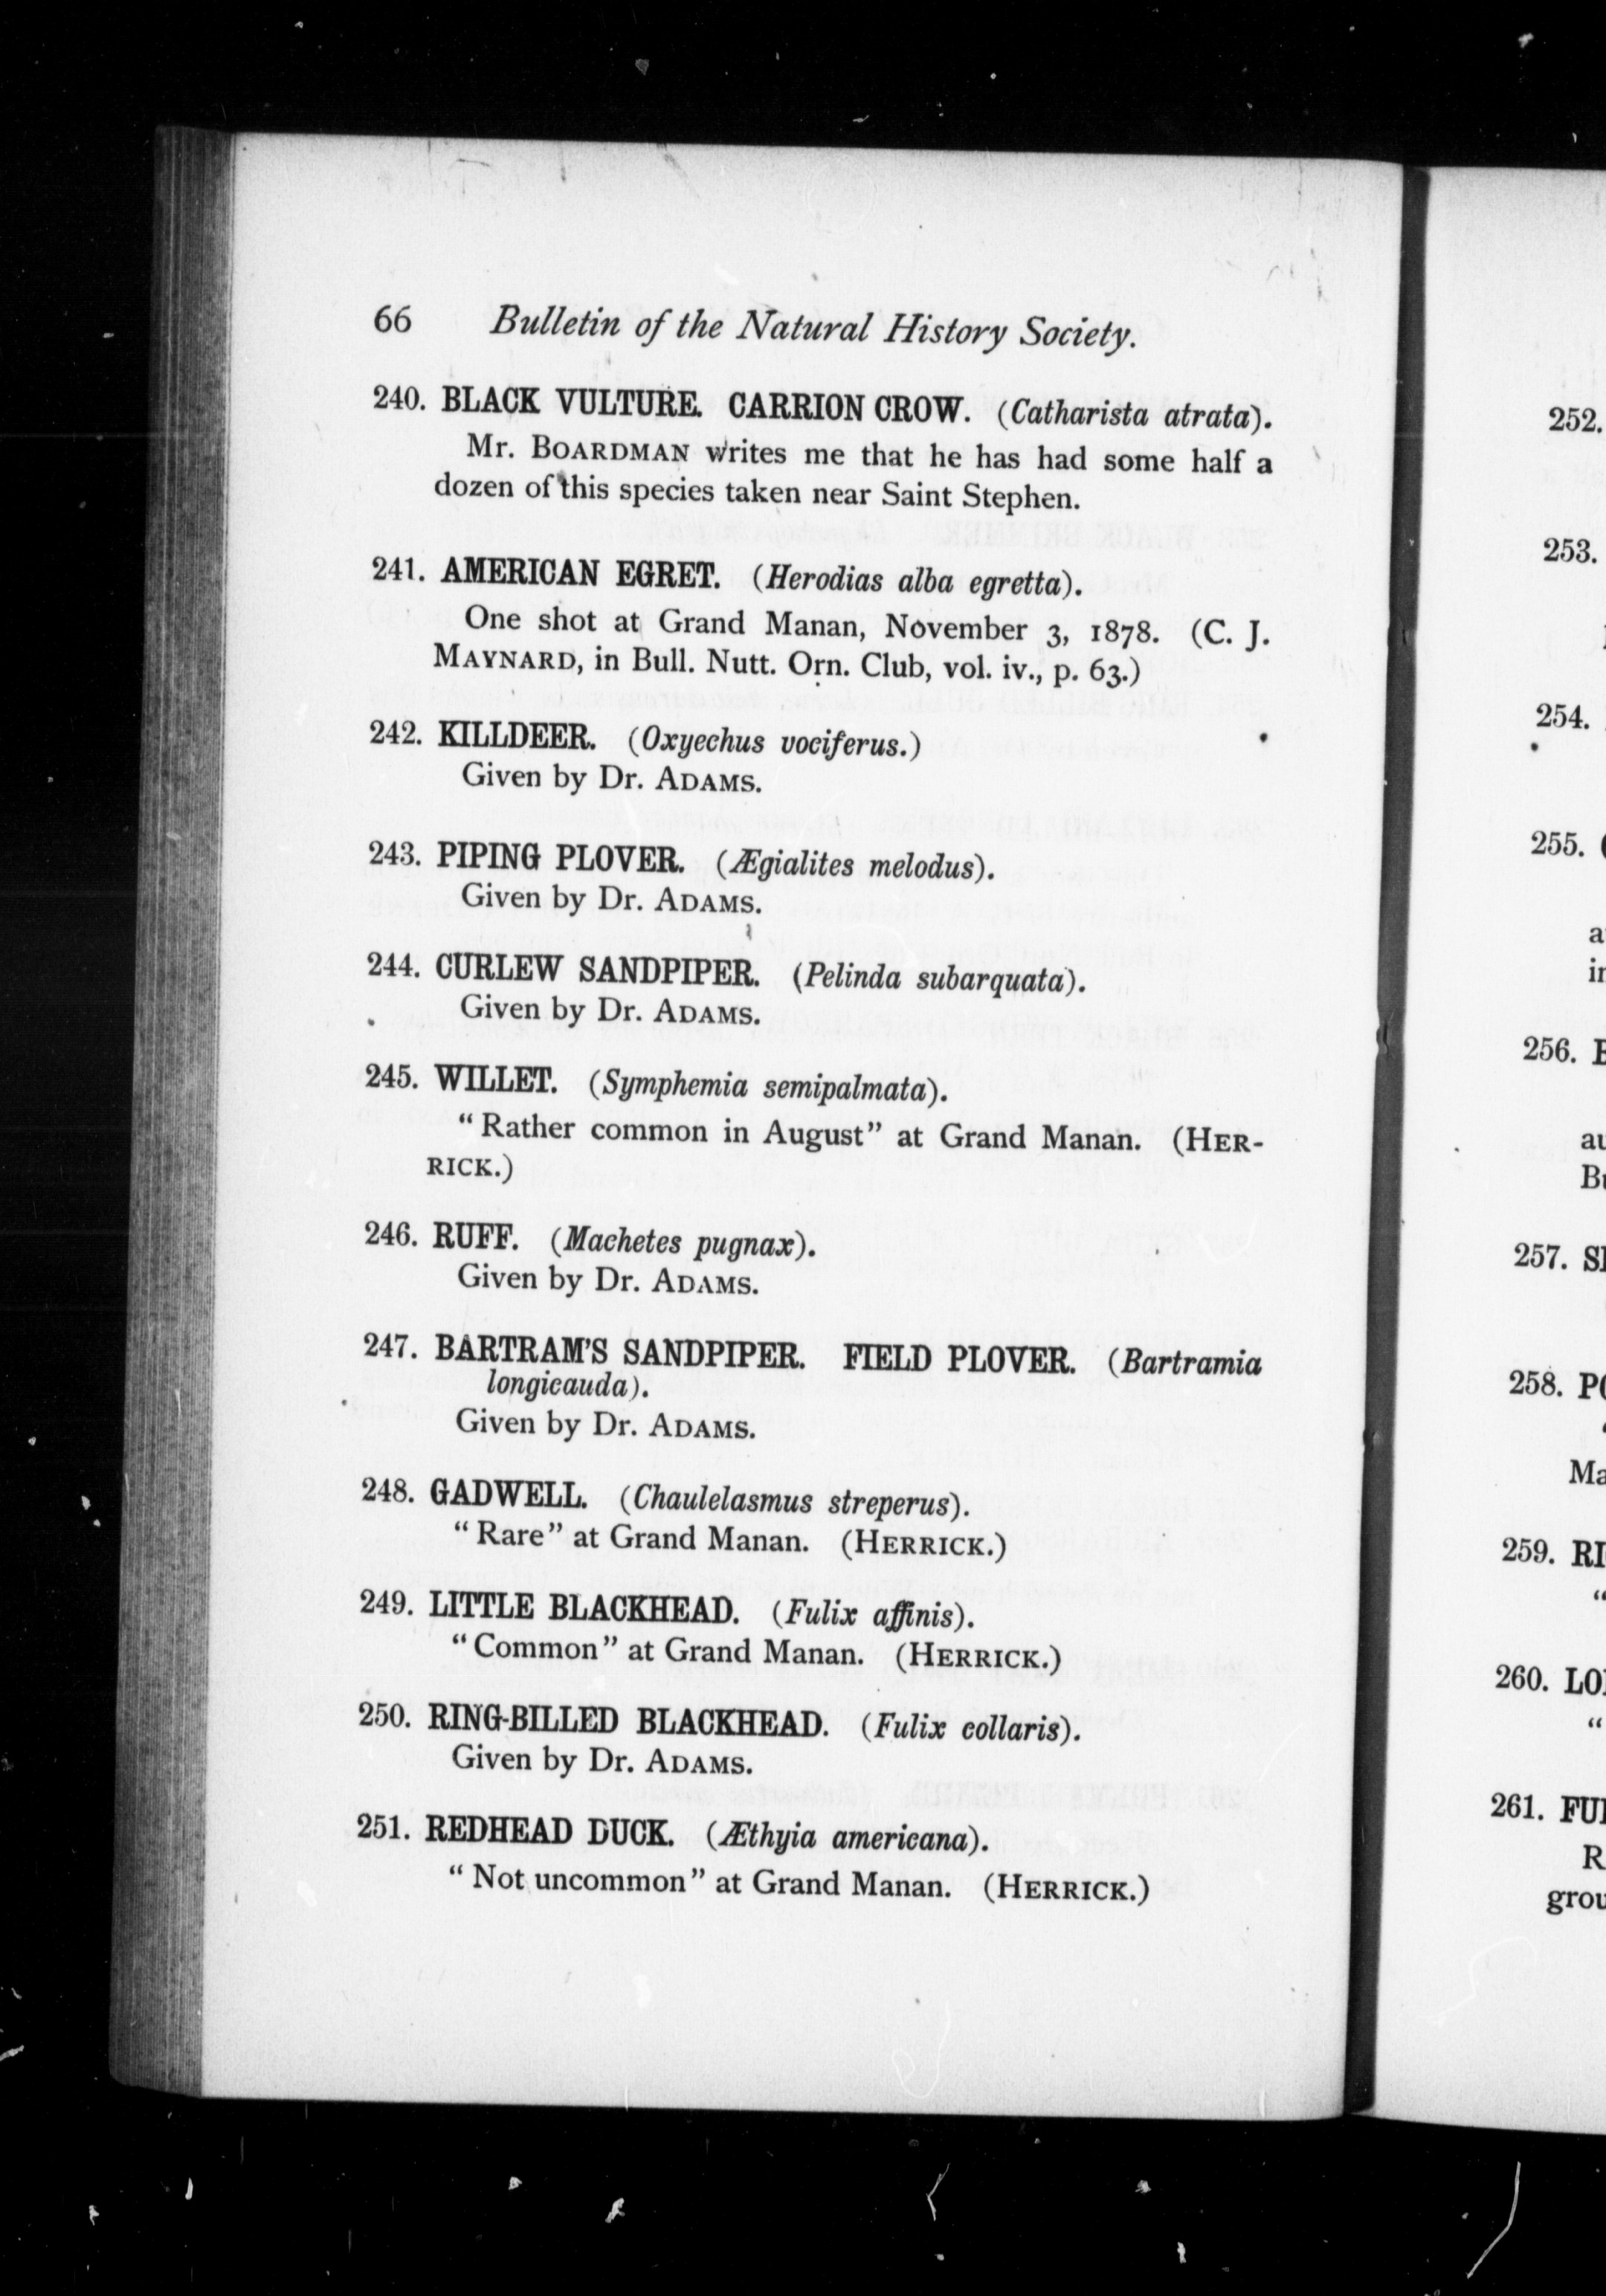 66 Bulletin of the Natural History Society.
240. BLACK VULTURE. CARRION CROW. (Catharista atrata).
Mr. BOARDMAN writes me that he has had some half a
dozen of this species taken near Saint Stephen.
241. AMERICAN EGRET. (Herodias alba egretta).
One shot at Grand Manan, November 3, 1878. (C. J.
MAYNARD, in Bull. Nutt. Orn. Club, vol. iv., p. 63.)
242. KILLDEER. (Oxyechus vociferus.)
Given by Dr. ADAMS.
243. PIPING PLOVER. (Ægialites melodus).
Given by Dr. ADAMS.
244. CURLEW SANDPIPER. (Pelinda subarquata).
Given by Dr. ADAMS.
245. WILLET. (Symphemia semipalmata).
"Rather common in August" at Grand Manan. (HER-
RICK.)
246. RUFF. (Machetes pugnax).
Given by Dr. ADAMS.
247. BARTRAM'S SANDPIPER. FIELD PLOVER. (Bartramia
longicauda).
Given by Dr. ADAMS.
248. GADWELL. (Chaulelasmus streperus).
"Rare" at Grand Manan. (HERRICK.)
249. LITTLE BLACKHEAD. (Fulix affinis).
"Common" at Grand Manan. (HERRICK.)
250. RING-BILLED BLACKHEAD. (Fulix collaris).
Given by Dr. ADAMS.
251. REDHEAD DUCK. (Æthyia americana).
"Not uncommon" at Grand Manan. (HERRICK.)
252.
253.
254.
255.
256.
257.
258.
259.
260.
261.